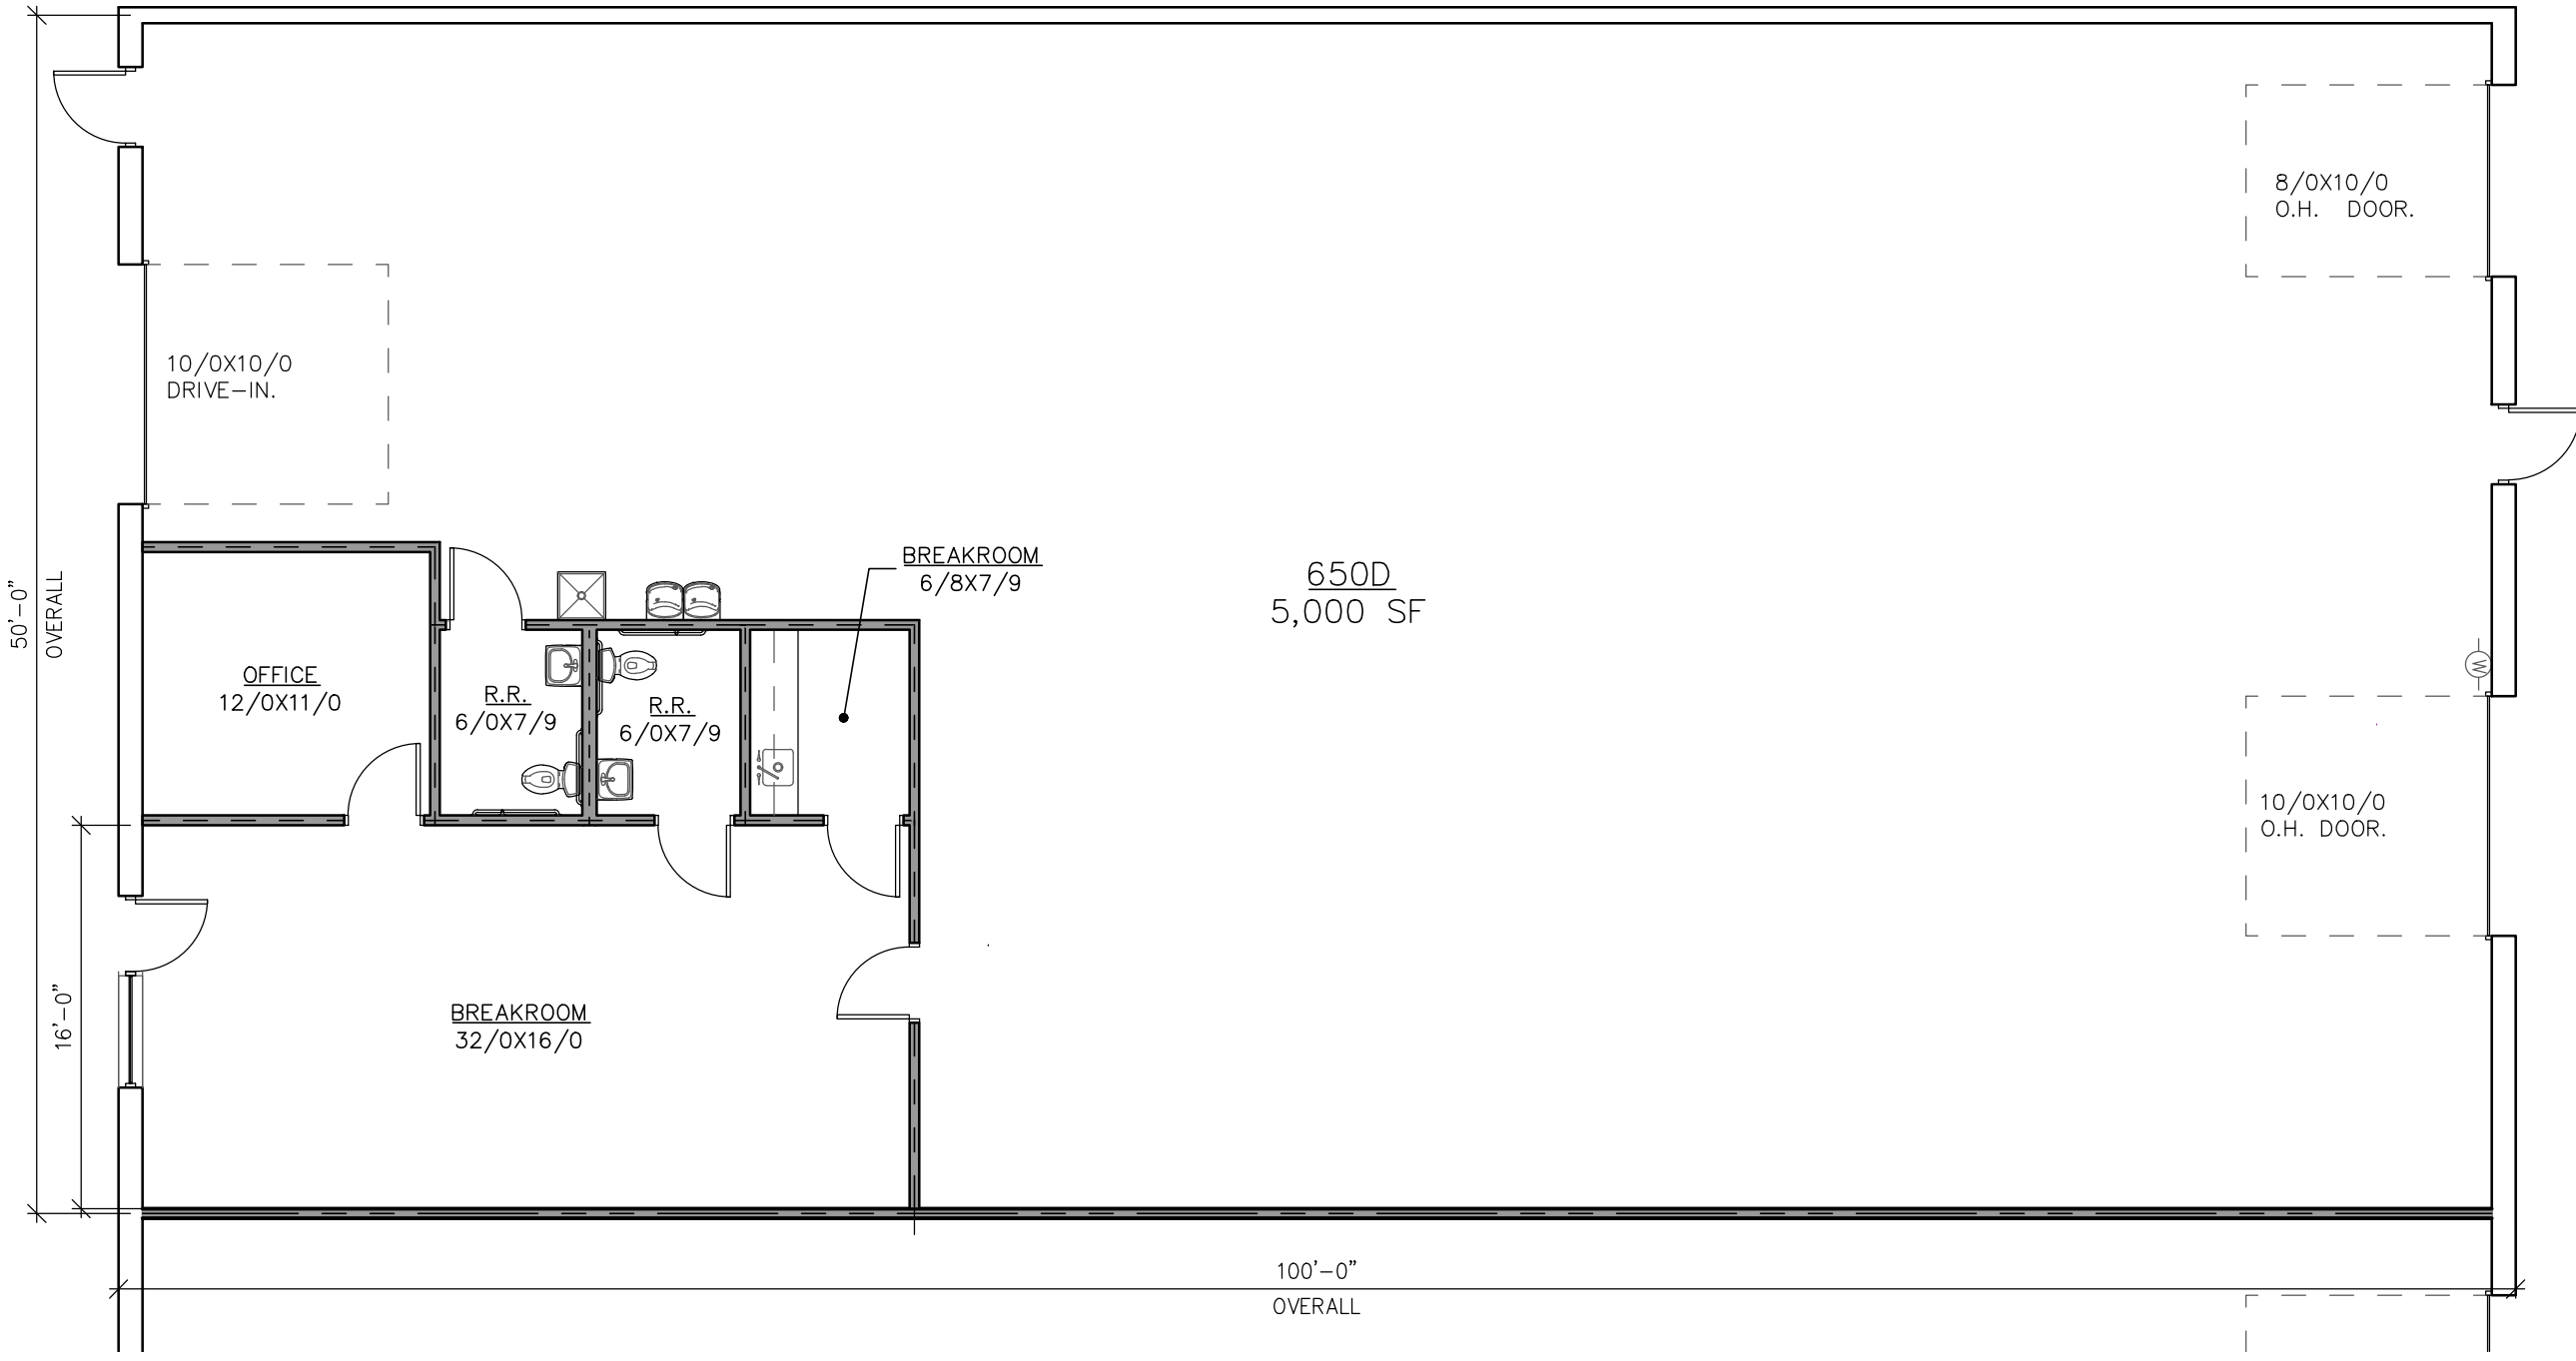 8/0X10/0
O.H. DOOR.
10/0X10/0
DRIVE-IN.
BREAKROOM
6/8X7/9
650D
5,000 SF
50'-0"
OVERALL
OFFICE
12/0X11/0
R.R.
6/0X7/9
R.R.
6/0X7/9
W
10/0X10/0
O.H. DOOR.
16'-0"
BREAKROOM
32/0X16/0
100'-0"
OVERALL